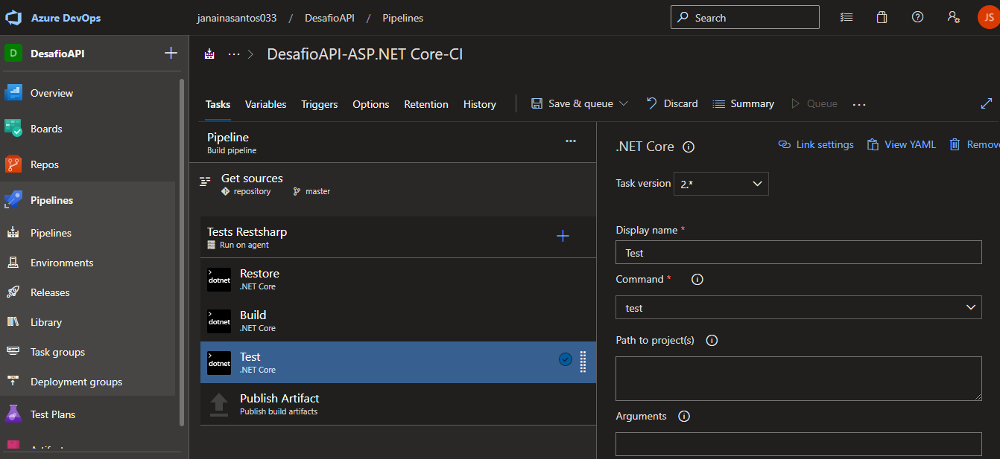 Azure DevOps
janainasantos033 / DesafioAPI / Pipelines
Search
JS
D DesafioAPI
DesafioAPI-ASP.NET Core-CI
Overview
Boards
Repos
Pipelines
Pipelines
Environments
Releases
Library
Task groups
Deployment groups
Test Plans
Tasks Variables Triggers Options Retention History Save & queue Discard Summary Queue ...
Pipeline
Build pipeline
Get sources
repository master
Tests Restsharp
Run on agent
dotnet
Restore
.NET Core
dotnet
Build
.NET Core
dotnet
Test
.NET Core
Publish Artifact
Publish build artifacts
.NET Core
Link settings View YAML Remov
Task version 2.*
Display name *
Test
Command *
test
Path to project(s)
Arguments